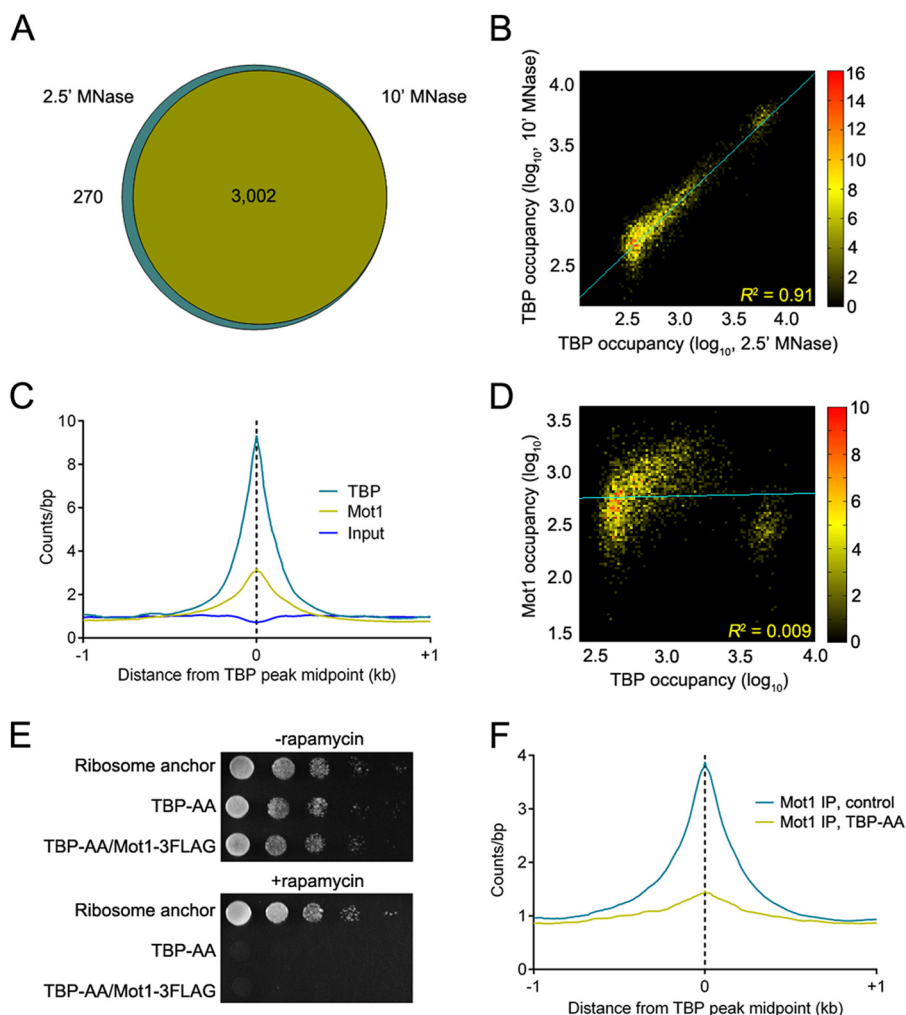 A
2.5' MNase
10' MNase
270
3,002
B
TBP occupancy (log10, 10' MNase)
4.0
3.5
3.0
2.5
2.5 3.0 3.5 4.0
TBP occupancy (log10, 2.5' MNase)
R² = 0.91
16
14
12
10
8
6
4
2
0
C
Counts/bp
10
8
6
4
2
0
TBP
Mot1
Input
-1 0 +1
Distance from TBP peak midpoint (kb)
D
Mot1 occupancy (log10)
3.5
3.0
2.5
2.0
1.5
2.5 3.0 3.5 4.0
TBP occupancy (log10)
R² = 0.009
10
8
6
4
2
0
E
-rapamycin
Ribosome anchor
TBP-AA
TBP-AA/Mot1-3FLAG
+rapamycin
Ribosome anchor
TBP-AA
TBP-AA/Mot1-3FLAG
F
Counts/bp
4
3
2
1
0
Mot1 IP, control
Mot1 IP, TBP-AA
-1 0 +1
Distance from TBP peak midpoint (kb)